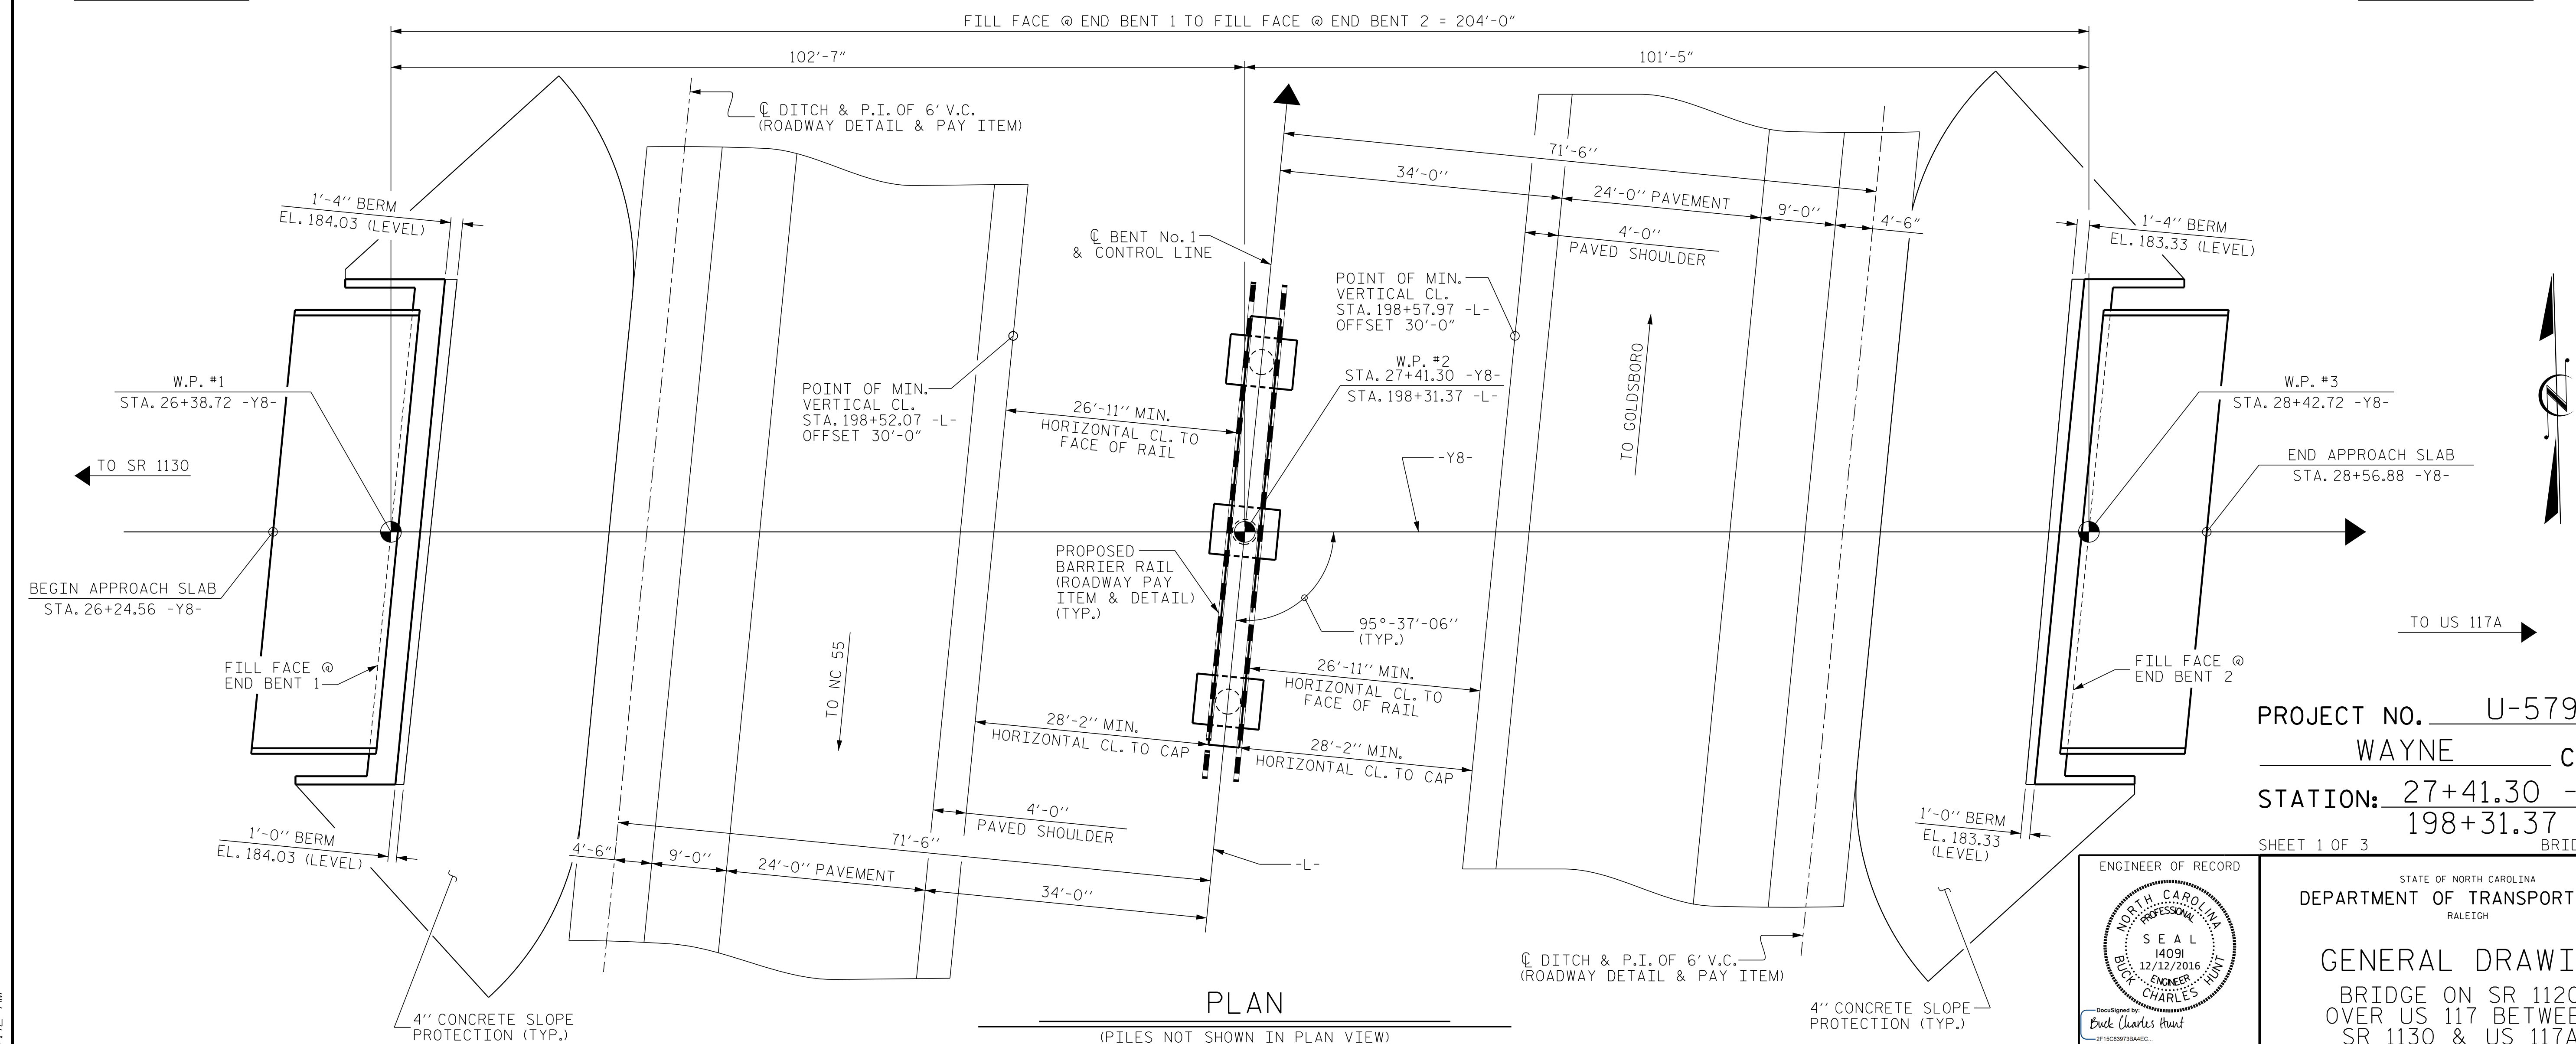 FILL FACE @ END BENT 1 TO FILL FACE @ END BENT 2 = 204'-0"
102'-7"
101'-5"
℄ DITCH & P.I. OF 6' V.C.
(ROADWAY DETAIL & PAY ITEM)
71'-6"
34'-0"
24'-0" PAVEMENT
9'-0"
4'-6"
4'-0"
PAVED SHOULDER
1'-4" BERM
EL. 184.03 (LEVEL)
℄ BENT No. 1
& CONTROL LINE
1'-4" BERM
EL. 183.33 (LEVEL)
POINT OF MIN.
VERTICAL CL.
STA. 198+57.97 -L-
OFFSET 30'-0"
W.P. #1
STA. 26+38.72 -Y8-
POINT OF MIN.
VERTICAL CL.
STA. 198+52.07 -L-
OFFSET 30'-0"
26'-11" MIN.
HORIZONTAL CL. TO
FACE OF RAIL
W.P. #2
STA. 27+41.30 -Y8-
STA. 198+31.37 -L-
TO GOLDSBORO
W.P. #3
STA. 28+42.72 -Y8-
TO SR 1130
-Y8-
END APPROACH SLAB
STA. 28+56.88 -Y8-
BEGIN APPROACH SLAB
STA. 26+24.56 -Y8-
PROPOSED
BARRIER RAIL
(ROADWAY PAY
ITEM & DETAIL)
(TYP.)
95°-37'-06"
(TYP.)
TO US 117A
FILL FACE @
END BENT 1
TO NC 55
26'-11" MIN.
HORIZONTAL CL. TO
FACE OF RAIL
FILL FACE @
END BENT 2
28'-2" MIN.
HORIZONTAL CL. TO CAP
28'-2" MIN.
HORIZONTAL CL. TO CAP
4'-0"
PAVED SHOULDER
1'-0" BERM
EL. 184.03 (LEVEL)
71'-6"
4'-6"
9'-0"
24'-0" PAVEMENT
34'-0"
-L-
1'-0" BERM
EL. 183.33
(LEVEL)
℄ DITCH & P.I. OF 6' V.C.
(ROADWAY DETAIL & PAY ITEM)
4" CONCRETE SLOPE
PROTECTION (TYP.)
4" CONCRETE SLOPE
PROTECTION (TYP.)
PLAN
(PILES NOT SHOWN IN PLAN VIEW)
PROJECT NO. U-579
WAYNE C
STATION: 27+41.30 -
198+31.37
SHEET 1 OF 3 BRID
ENGINEER OF RECORD
NORTH CAROLINA
PROFESSIONAL
SEAL
14091
12/12/2016
ENGINEER
BUCK CHARLES HUNT
DocuSigned by:
Buck Charles Hunt
2F15C83973BA4EC...
STATE OF NORTH CAROLINA
DEPARTMENT OF TRANSPORT
RALEIGH
GENERAL DRAWI
BRIDGE ON SR 1120
OVER US 117 BETWEE
SR 1130 & US 117A